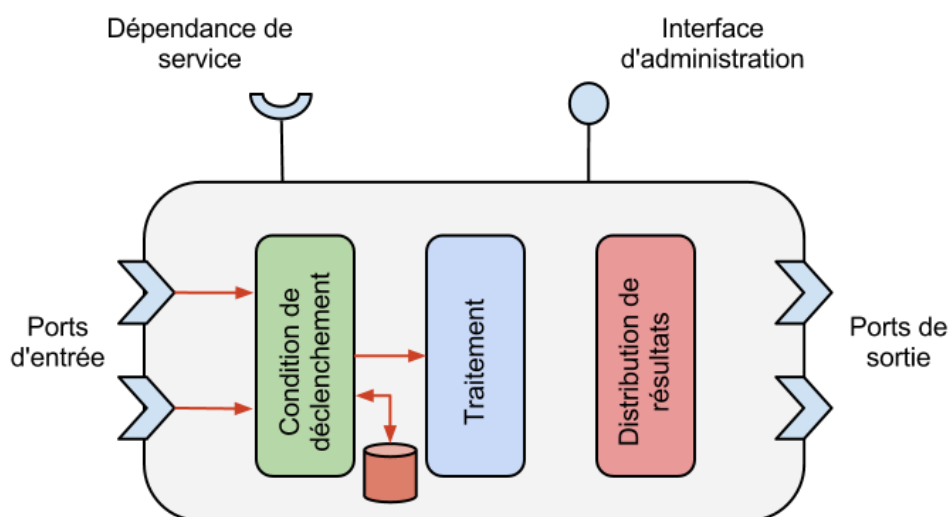 Dépendance de
service
Interface
d'administration
Ports
d'entrée
Condition de
déclenchement
Traitement
Distribution de
résultats
Ports de
sortie